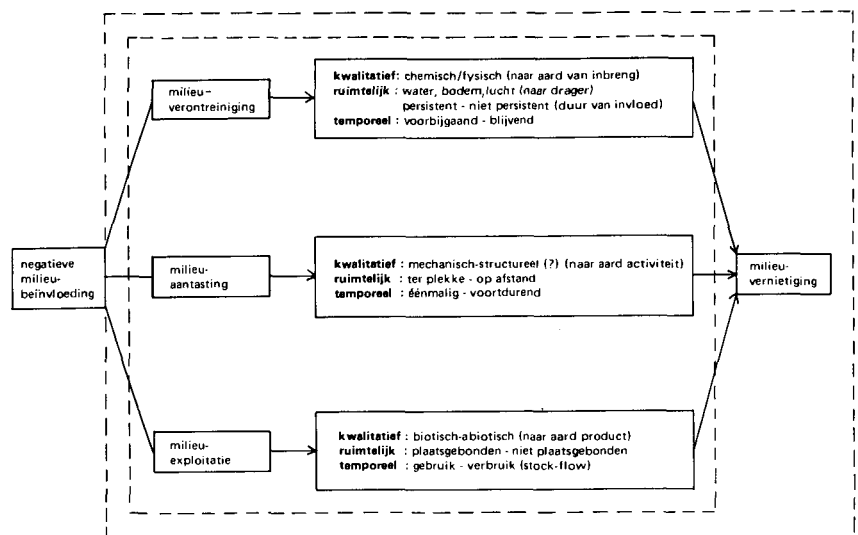 milieu-
verontreiniging
kwalitatief: chemisch/fysisch (naar aard van inbreng)
ruimtelijk : water, bodem,lucht (naar drager)
persistent - niet persistent (duur van invloed)
temporeel : voorbijgaand - blijvend
negatieve
milieu-
beïnvloeding
milieu-
aantasting
kwalitatief : mechanisch-structureel (?) (naar aard activiteit)
ruimtelijk : ter plekke - op afstand
temporeel : éénmalig - voortdurend
milieu-
vernietiging
milieu-
exploitatie
kwalitatief : biotisch-abiotisch (naar aard product)
ruimtelijk : plaatsgebonden - niet plaatsgebonden
temporeel : gebruik - verbruik (stock-flow)